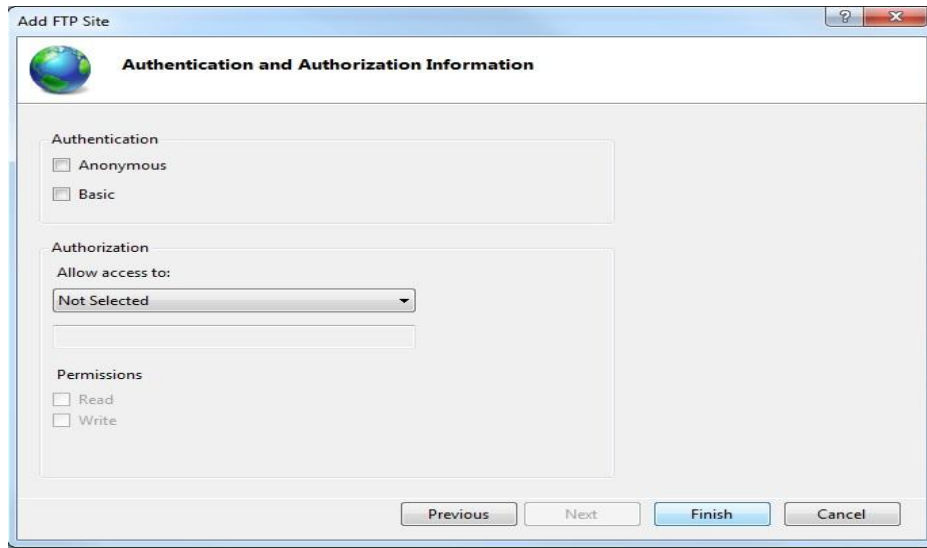 Add FTP Site
Authentication and Authorization Information
Authentication
Anonymous
Basic
Authorization
Allow access to:
Not Selected
Permissions
Read
Write
Previous Next Finish Cancel